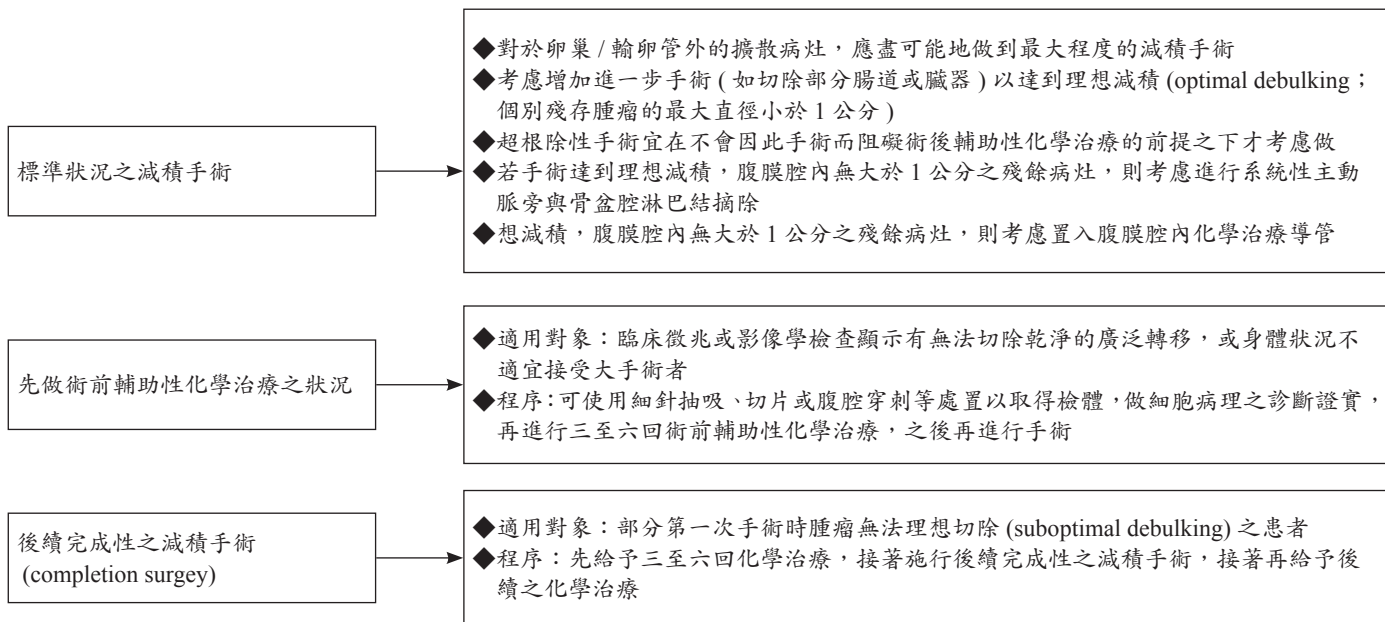 標準狀況之減積手術
◆對於卵巢 / 輸卵管外的擴散病灶，應盡可能地做到最大程度的減積手術
◆考慮增加進一步手術 ( 如切除部分腸道或臟器 ) 以達到理想減積 (optimal debulking；
個別殘存腫瘤的最大直徑小於 1 公分 )
◆超根除性手術宜在不會因此手術而阻礙術後輔助性化學治療的前提之下才考慮做
◆若手術達到理想減積，腹膜腔內無大於 1 公分之殘餘病灶，則考慮進行系統性主動
脈旁與骨盆腔淋巴結摘除
◆想減積，腹膜腔內無大於 1 公分之殘餘病灶，則考慮置入腹膜腔內化學治療導管
先做術前輔助性化學治療之狀況
◆適用對象：臨床徵兆或影像學檢查顯示有無法切除乾淨的廣泛轉移，或身體狀況不
適宜接受大手術者
◆程序：可使用細針抽吸、切片或腹腔穿刺等處置以取得檢體，做細胞病理之診斷證實，
再進行三至六回術前輔助性化學治療，之後再進行手術
後續完成性之減積手術
(completion surgey)
◆適用對象：部分第一次手術時腫瘤無法理想切除 (suboptimal debulking) 之患者
◆程序：先給予三至六回化學治療，接著施行後續完成性之減積手術，接著再給予後
續之化學治療